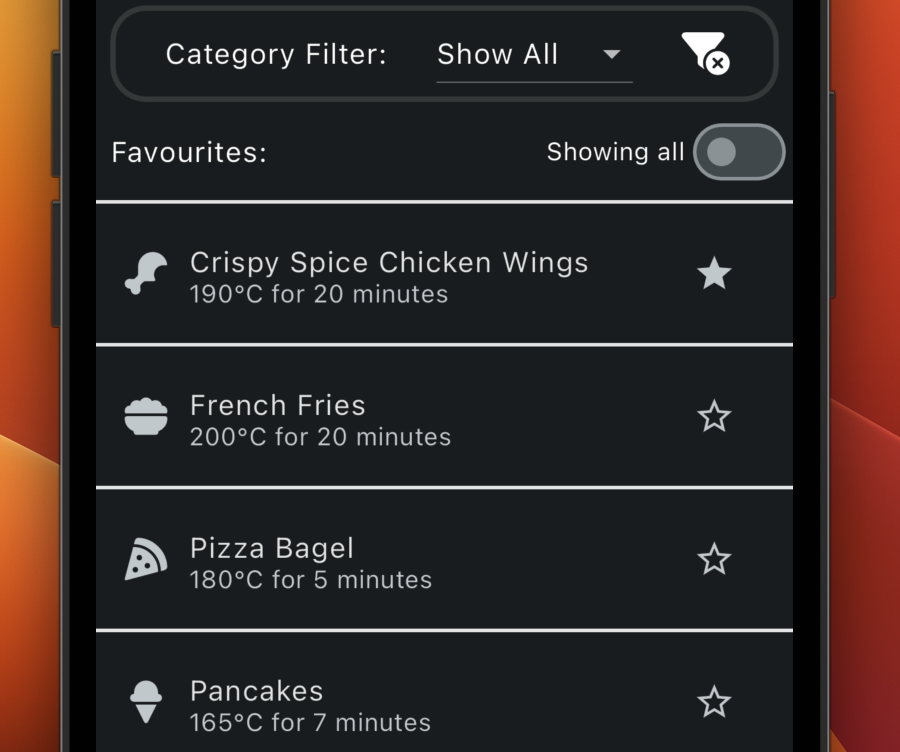 Category Filter: Show All
Favourites: Showing all
Crispy Spice Chicken Wings
190°C for 20 minutes
French Fries
200°C for 20 minutes
Pizza Bagel
180°C for 5 minutes
Pancakes
165°C for 7 minutes